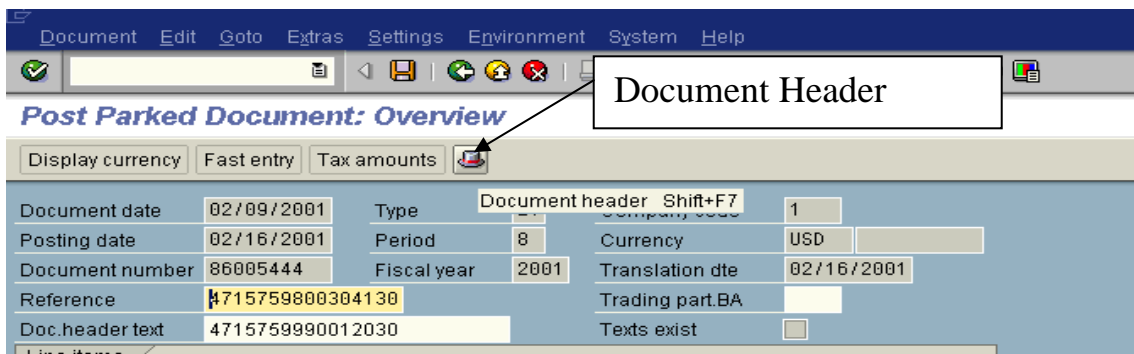 Document Edit Goto Extras Settings Environment System Help
Document Header
Post Parked Document: Overview
Display currency Fast entry Tax amounts
Document header Shift+F7
Document date 02/09/2001 Type Company code 1
Posting date 02/16/2001 Period 8 Currency USD
Document number 86005444 Fiscal year 2001 Translation dte 02/16/2001
Reference 4715759800304130 Trading part.BA
Doc.header text 4715759990012030 Texts exist
Line items